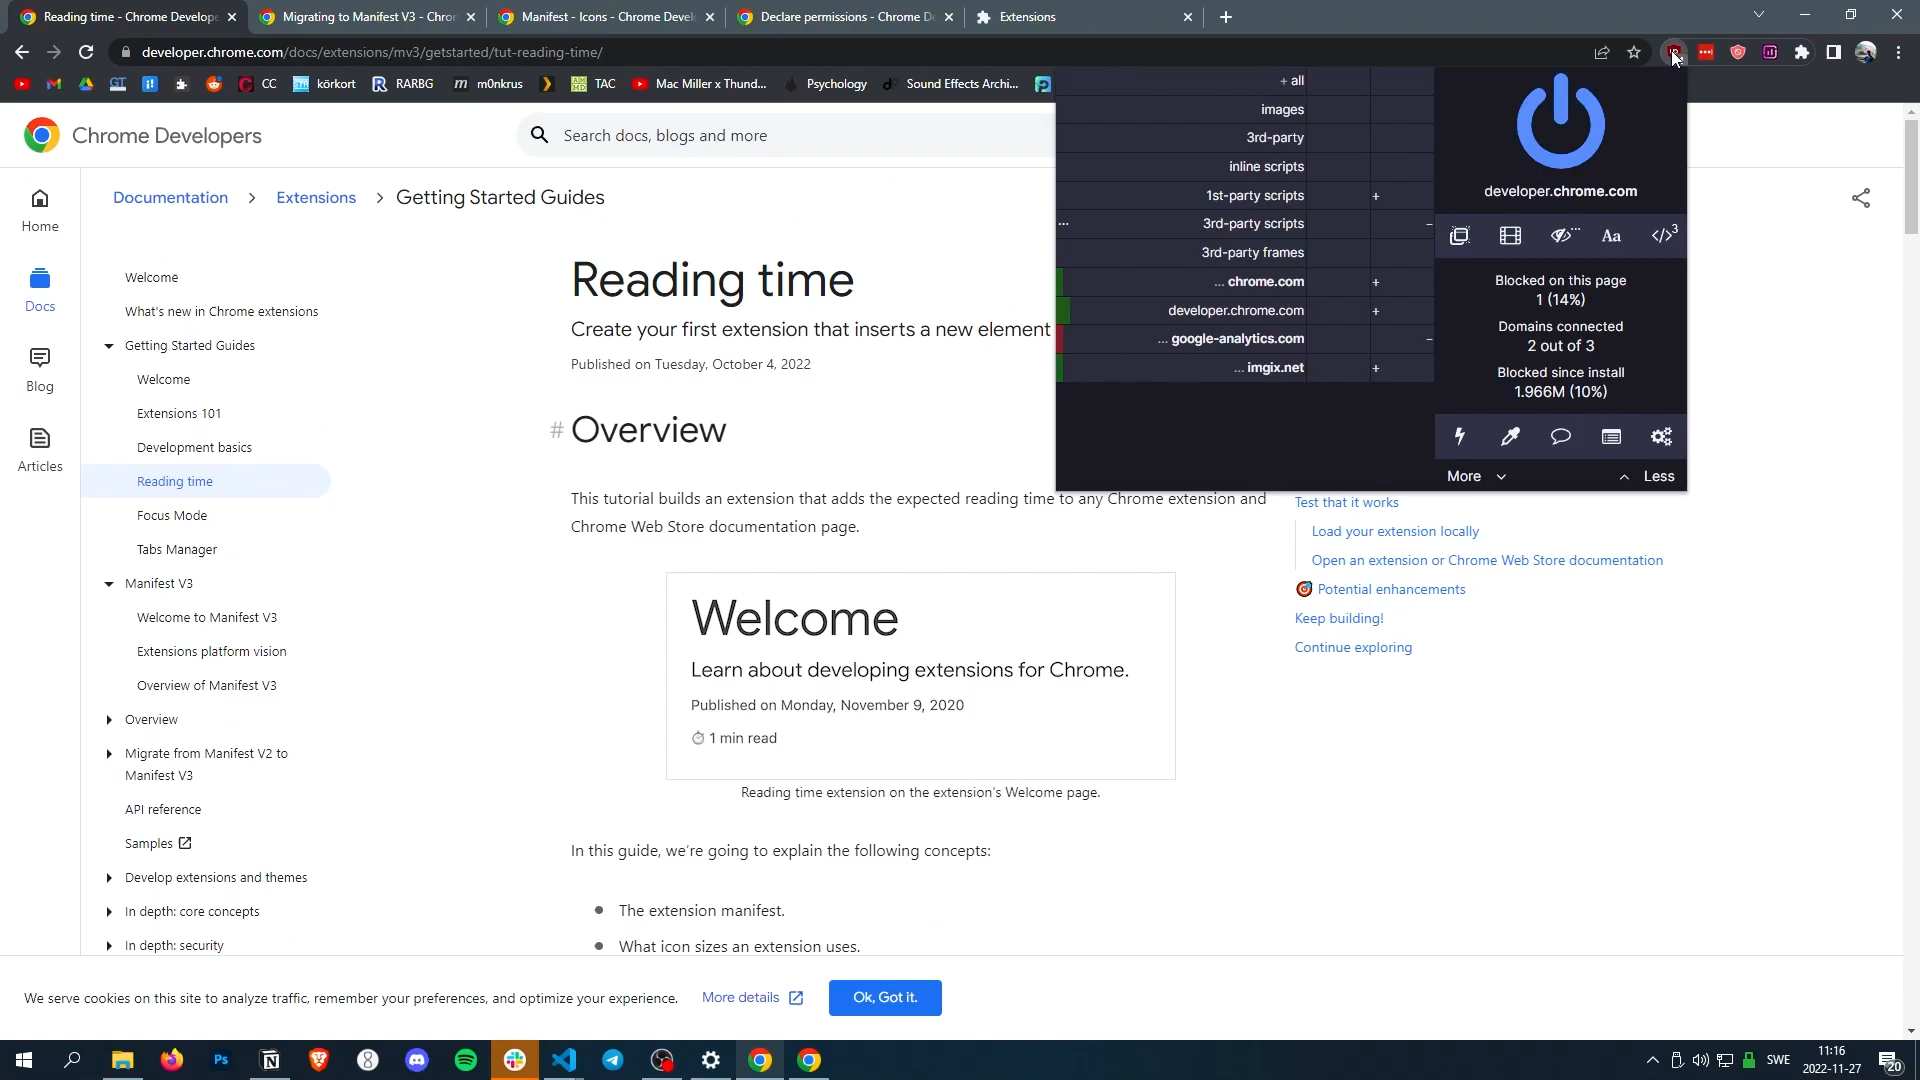 Reading time - Chrome Develope
Migrating to Manifest V3 - Chron
Manifest - Icons - Chrome Devel
Declare permissions - Chrome De
Extensions
developer.chrome.com/docs/extensions/mv3/getstarted/tut-reading-time/
GT
CC
STR körkort
R RARBG
m m0nkrus
TAC
Mac Miller x Thund...
Psychology
Sound Effects Archi...
Chrome Developers
Search docs, blogs and more
Home
Docs
Blog
Articles
Documentation > Extensions > Getting Started Guides
Welcome
What's new in Chrome extensions
Getting Started Guides
Welcome
Extensions 101
Development basics
Reading time
Focus Mode
Tabs Manager
Manifest V3
Welcome to Manifest V3
Extensions platform vision
Overview of Manifest V3
Overview
Migrate from Manifest V2 to
Manifest V3
API reference
Samples
Develop extensions and themes
In depth: core concepts
In depth: security
Reading time
Create your first extension that inserts a new element
Published on Tuesday, October 4, 2022
# Overview
This tutorial builds an extension that adds the expected reading time to any Chrome extension and
Chrome Web Store documentation page.
Welcome
Learn about developing extensions for Chrome.
Published on Monday, November 9, 2020
⏱ 1 min read
Reading time extension on the extension's Welcome page.
In this guide, we're going to explain the following concepts:
• The extension manifest.
• What icon sizes an extension uses.
+ all
images
3rd-party
inline scripts
1st-party scripts +
... 3rd-party scripts –
3rd-party frames
... chrome.com +
developer.chrome.com +
... google-analytics.com –
... imgix.net +
developer.chrome.com
Aa </>3
Blocked on this page
1 (14%)
Domains connected
2 out of 3
Blocked since install
1.966M (10%)
More
Less
Test that it works
Load your extension locally
Open an extension or Chrome Web Store documentation
🎯 Potential enhancements
Keep building!
Continue exploring
We serve cookies on this site to analyze traffic, remember your preferences, and optimize your experience.
More details
Ok, Got it.
Ps
SWE
11:16
2022-11-27
20